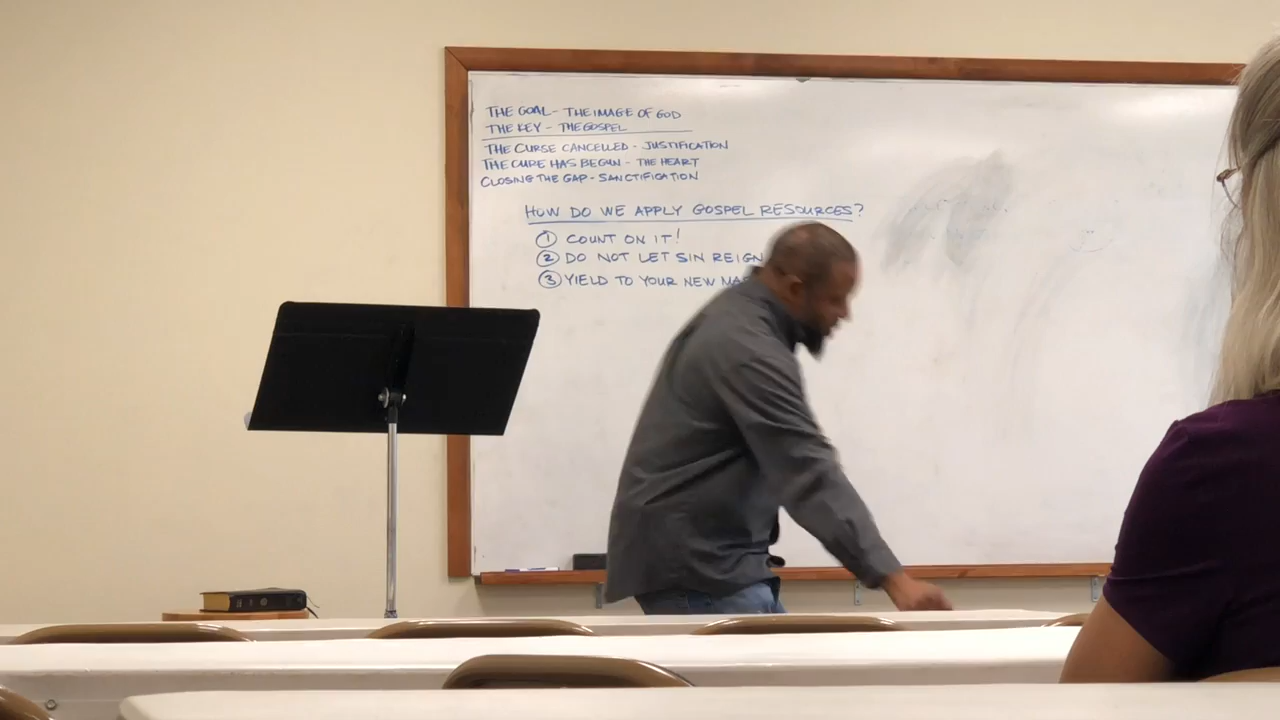 THE GOAL - THE IMAGE OF GOD
THE KEY - THE GOSPEL
THE CURSE CANCELLED - JUSTIFICATION
THE CURE HAS BEGUN - THE HEART
CLOSING THE GAP - SANCTIFICATION
HOW DO WE APPLY GOSPEL RESOURCES?
1 COUNT ON IT!
2 DO NOT LET SIN REIGN
3 YIELD TO YOUR NEW